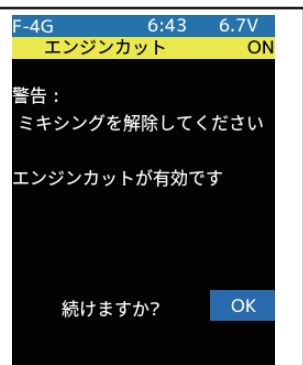 F-4G 6:43 6.7V
エンジンカット ON
警告：
ミキシングを解除してください
エンジンカットが有効です
続けますか? OK